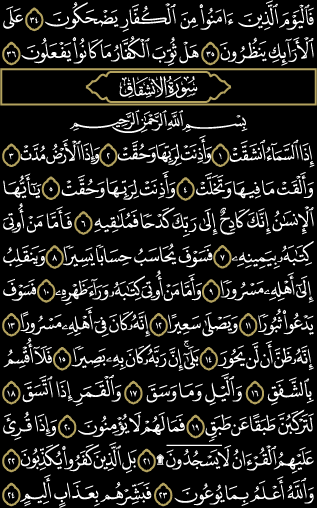 فَٱلْيَوْمَ ٱلَّذِينَ ءَامَنُوا۟ مِنَ ٱلْكُفَّارِ يَضْحَكُونَ ٣٤ عَلَى
ٱلْأَرَآئِكِ يَنظُرُونَ ٣٥ هَلْ ثُوِّبَ ٱلْكُفَّارُ مَا كَانُوا۟ يَفْعَلُونَ ٣٦
سُورَةُ الانْشِقَاقِ
بِسْمِ ٱللَّهِ ٱلرَّحْمَٰنِ ٱلرَّحِيمِ
إِذَا ٱلسَّمَآءُ ٱنشَقَّتْ ١ وَأَذِنَتْ لِرَبِّهَا وَحُقَّتْ ٢ وَإِذَا ٱلْأَرْضُ مُدَّتْ ٣
وَأَلْقَتْ مَا فِيهَا وَتَخَلَّتْ ٤ وَأَذِنَتْ لِرَبِّهَا وَحُقَّتْ ٥ يَٰٓأَيُّهَا
ٱلْإِنسَٰنُ إِنَّكَ كَادِحٌ إِلَىٰ رَبِّكَ كَدْحًا فَمُلَٰقِيهِ ٦ فَأَمَّا مَنْ أُوتِىَ
كِتَٰبَهُۥ بِيَمِينِهِۦ ٧ فَسَوْفَ يُحَاسَبُ حِسَابًا يَسِيرًا ٨ وَيَنقَلِبُ
إِلَىٰٓ أَهْلِهِۦ مَسْرُورًا ٩ وَأَمَّا مَنْ أُوتِىَ كِتَٰبَهُۥ وَرَآءَ ظَهْرِهِۦ ١٠ فَسَوْفَ
يَدْعُوا۟ ثُبُورًا ١١ وَيَصْلَىٰ سَعِيرًا ١٢ إِنَّهُۥ كَانَ فِىٓ أَهْلِهِۦ مَسْرُورًا ١٣
إِنَّهُۥ ظَنَّ أَن لَّن يَحُورَ ١٤ بَلَىٰٓ إِنَّ رَبَّهُۥ كَانَ بِهِۦ بَصِيرًا ١٥ فَلَآ أُقْسِمُ
بِٱلشَّفَقِ ١٦ وَٱلَّيْلِ وَمَا وَسَقَ ١٧ وَٱلْقَمَرِ إِذَا ٱتَّسَقَ ١٨
لَتَرْكَبُنَّ طَبَقًا عَن طَبَقٍ ١٩ فَمَا لَهُمْ لَا يُؤْمِنُونَ ٢٠ وَإِذَا قُرِئَ
عَلَيْهِمُ ٱلْقُرْءَانُ لَا يَسْجُدُونَ ۩ ٢١ بَلِ ٱلَّذِينَ كَفَرُوا۟ يُكَذِّبُونَ ٢٢
وَٱللَّهُ أَعْلَمُ بِمَا يُوعُونَ ٢٣ فَبَشِّرْهُم بِعَذَابٍ أَلِيمٍ ٢٤